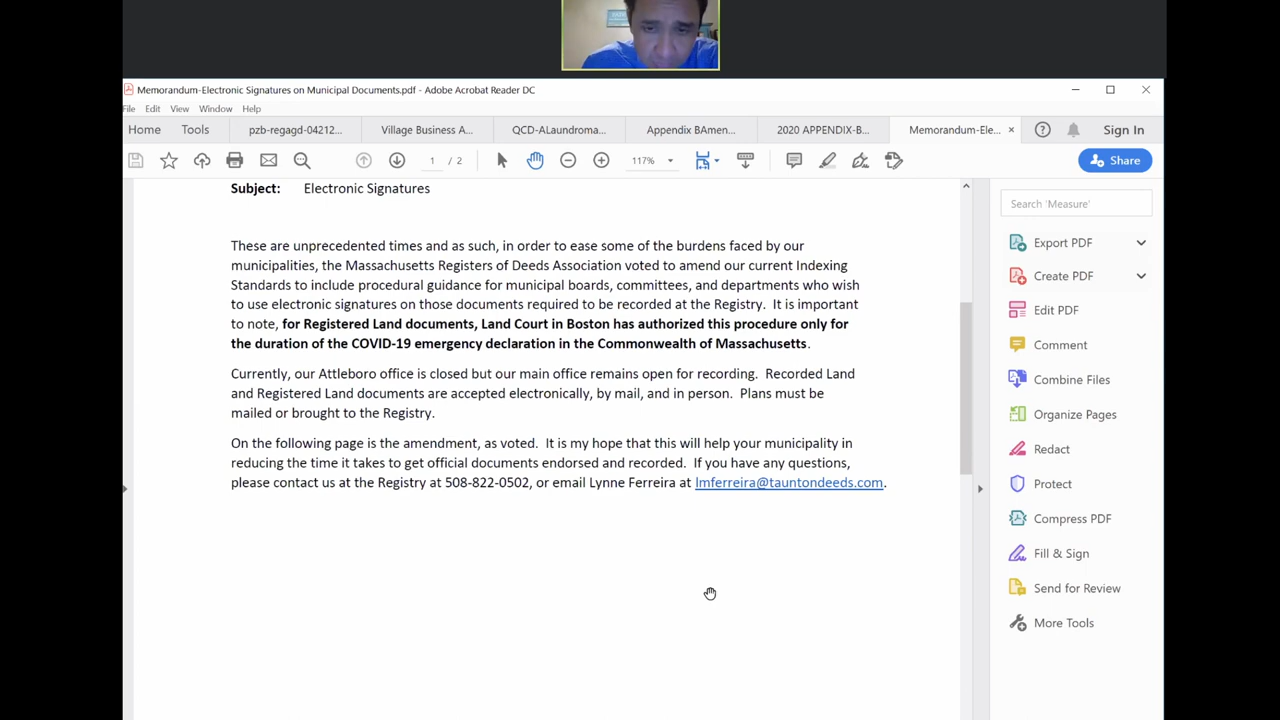 Memorandum-Electronic Signatures on Municipal Documents.pdf - Adobe Acrobat Reader DC
File Edit View Window Help
Home Tools pzb-regagd-04212... Village Business A... QCD-ALaundroma... Appendix BAmen... 2020 APPENDIX-B... Memorandum-Ele... × Sign In
1 / 2 117% Share
Subject: Electronic Signatures
These are unprecedented times and as such, in order to ease some of the burdens faced by our
municipalities, the Massachusetts Registers of Deeds Association voted to amend our current Indexing
Standards to include procedural guidance for municipal boards, committees, and departments who wish
to use electronic signatures on those documents required to be recorded at the Registry. It is important
to note, for Registered Land documents, Land Court in Boston has authorized this procedure only for
the duration of the COVID-19 emergency declaration in the Commonwealth of Massachusetts.
Currently, our Attleboro office is closed but our main office remains open for recording. Recorded Land
and Registered Land documents are accepted electronically, by mail, and in person. Plans must be
mailed or brought to the Registry.
On the following page is the amendment, as voted. It is my hope that this will help your municipality in
reducing the time it takes to get official documents endorsed and recorded. If you have any questions,
please contact us at the Registry at 508-822-0502, or email Lynne Ferreira at lmferreira@tauntondeeds.com.
Search 'Measure'
Export PDF
Create PDF
Edit PDF
Comment
Combine Files
Organize Pages
Redact
Protect
Compress PDF
Fill & Sign
Send for Review
More Tools